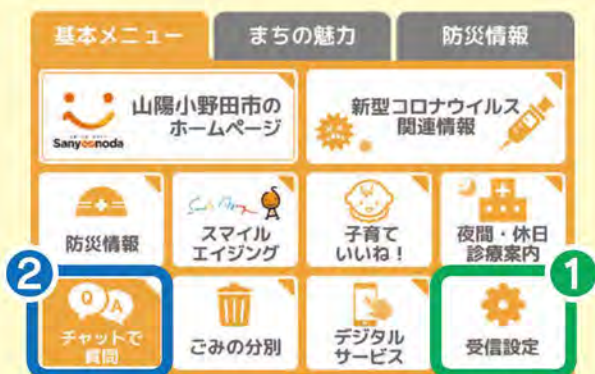 基本メニュー
まちの魅力
防災情報
Sanyoonoda
山陽小野田市の
ホームページ
新型コロナウイルス
関連情報
防災情報
スマイル
エイジング
子育て
いいね！
夜間・休日
診療案内
2
Q A
チャットで
質問
ごみの分別
デジタル
サービス
1
受信設定